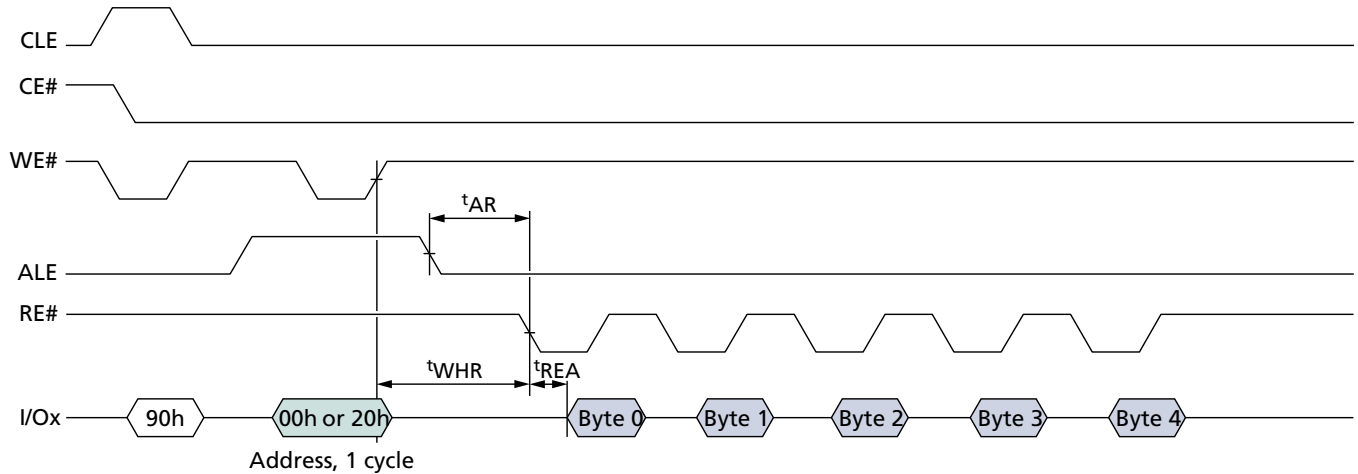 CLE
CE#
WE#
tAR
ALE
RE#
tWHR tREA
I/Ox 90h 00h or 20h Byte 0 Byte 1 Byte 2 Byte 3 Byte 4
Address, 1 cycle